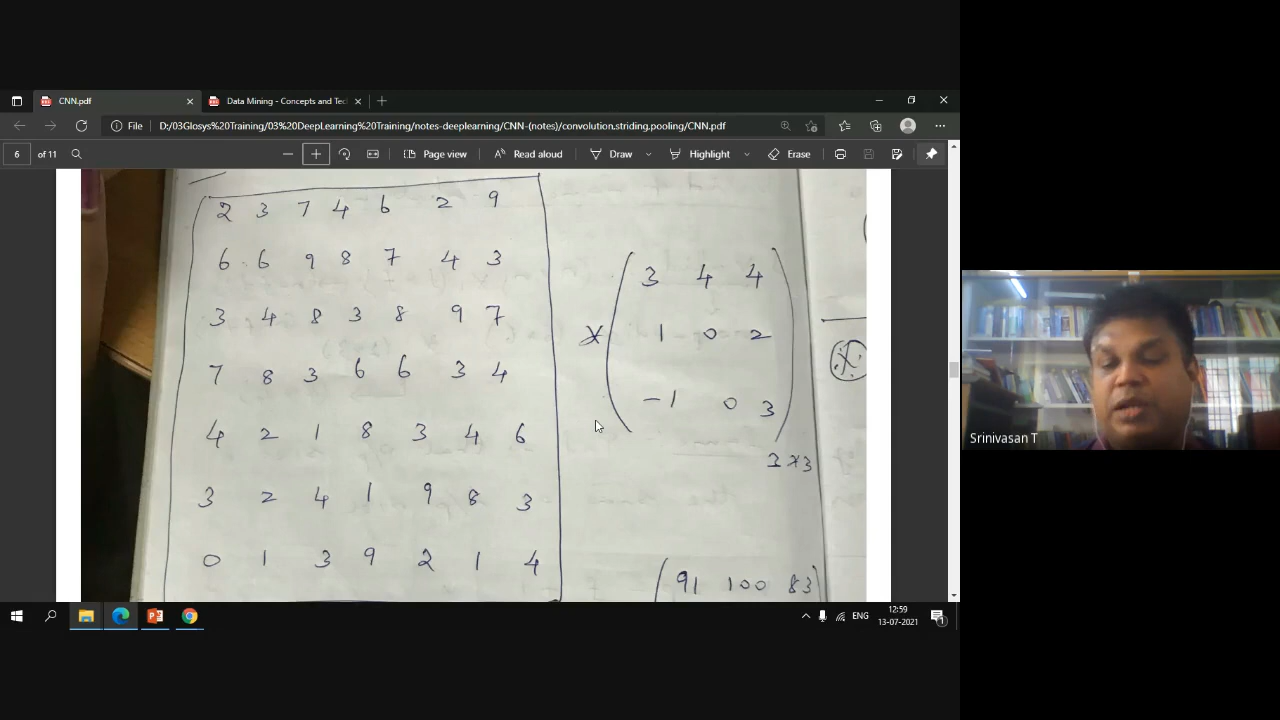 CNN.pdf
Data Mining - Concepts and Tec
File D:/03Glosys%20Training/03%20DeepLearning%20Training/notes-deeplearning/CNN-(notes)/convolution.striding.pooling/CNN.pdf
6 of 11 Page view Read aloud Draw Highlight Erase
2 3 7 4 6 2 9
6 6 9 8 7 4 3
3 4 8 3 8 9 7
7 8 3 6 6 3 4
4 2 1 8 3 4 6
3 2 4 1 9 8 3
0 1 3 9 2 1 4
*
3 4 4
1 0 2
-1 0 3
3 x 3
91 100 83
Srinivasan T
ENG
12:59
13-07-2021
1